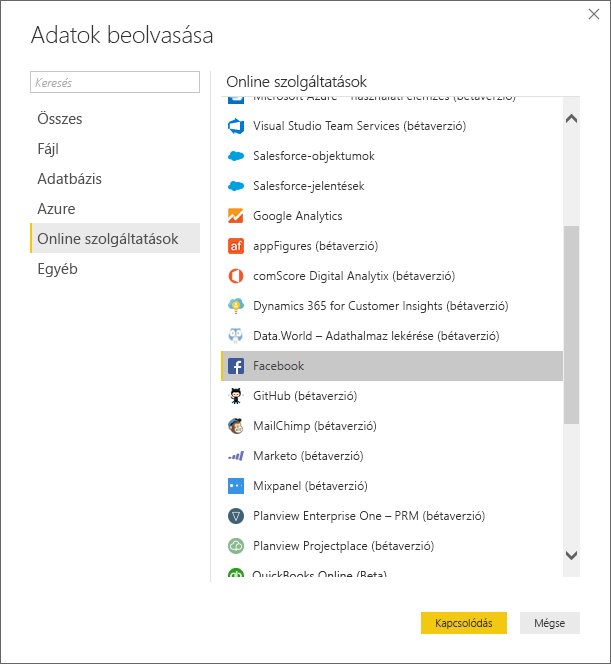 Adatok beolvasása
Keresés
Összes
Fájl
Adatbázis
Azure
Online szolgáltatások
Egyéb
Online szolgáltatások
Microsoft Azure – használati elemzés (bétaverzió)
Visual Studio Team Services (bétaverzió)
Salesforce-objektumok
Salesforce-jelentések
Google Analytics
af
appFigures (bétaverzió)
comScore Digital Analytix (bétaverzió)
Dynamics 365 for Customer Insights (bétaverzió)
Data.World – Adathalmaz lekérése (bétaverzió)
Facebook
GitHub (bétaverzió)
MailChimp (bétaverzió)
Marketo (bétaverzió)
Mixpanel (bétaverzió)
Planview Enterprise One – PRM (bétaverzió)
Planview Projectplace (bétaverzió)
QuickBooks Online (Beta)
Kapcsolódás
Mégse